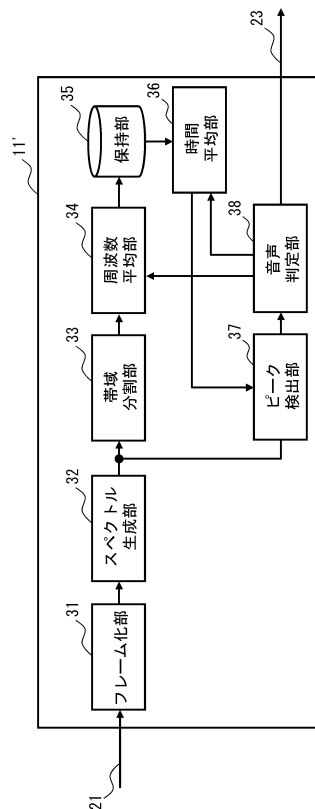 11'
21
31
フレーム化部
32
スペクトル
生成部
33
帯域
分割部
34
周波数
平均部
35
保持部
36
時間
平均部
37
ピーク
検出部
38
音声
判定部
23